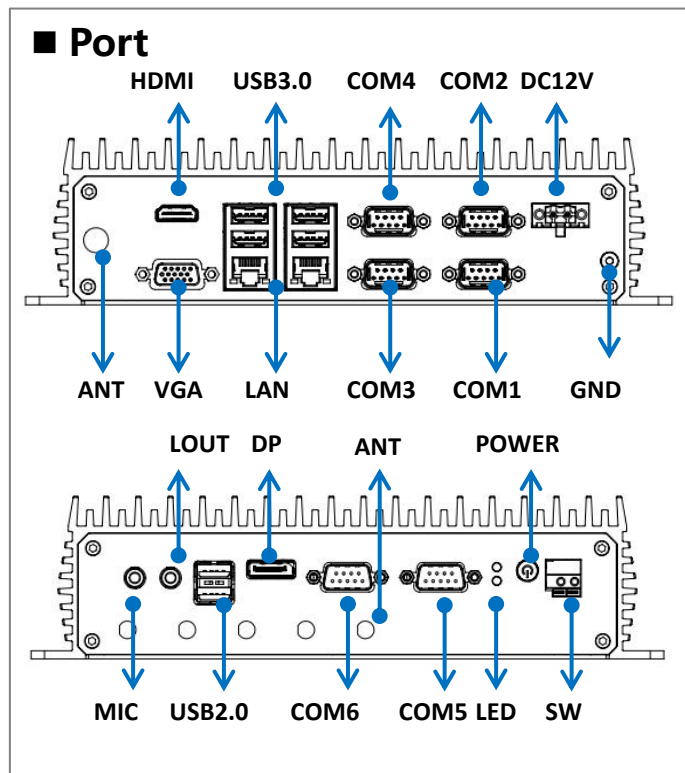 ■ Port
HDMI USB3.0 COM4 COM2 DC12V
ANT VGA LAN COM3 COM1 GND
LOUT DP ANT POWER
MIC USB2.0 COM6 COM5 LED SW